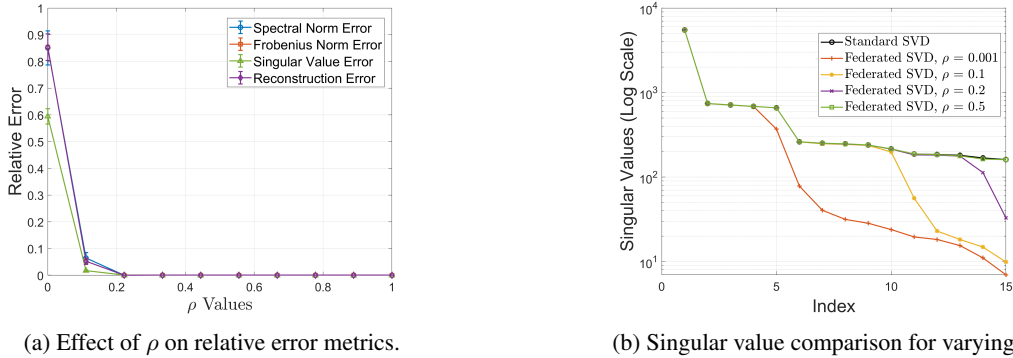 1
0.9
0.8
0.7
0.6
0.5
0.4
0.3
0.2
0.1
0
Relative Error
Spectral Norm Error
Frobenius Norm Error
Singular Value Error
Reconstruction Error
0 0.2 0.4 0.6 0.8 1
ρ Values
(a) Effect of ρ on relative error metrics.
10^4
10^3
10^2
10^1
Singular Values (Log Scale)
Standard SVD
Federated SVD, ρ = 0.001
Federated SVD, ρ = 0.1
Federated SVD, ρ = 0.2
Federated SVD, ρ = 0.5
0 5 10 15
Index
(b) Singular value comparison for varying